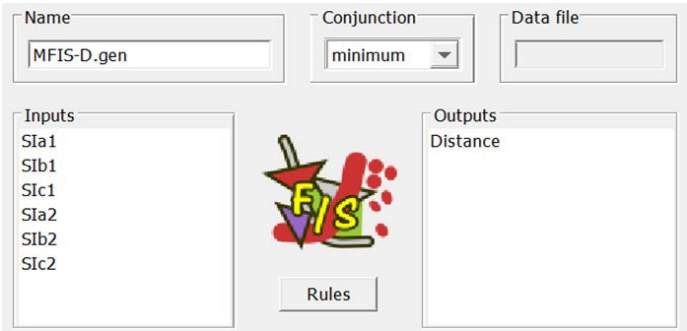 Name
Conjunction
Data file
MFIS-D.gen
minimum
Inputs
Outputs
SIa1
SIb1
SIc1
SIa2
SIb2
SIc2
Distance
FIS
Rules